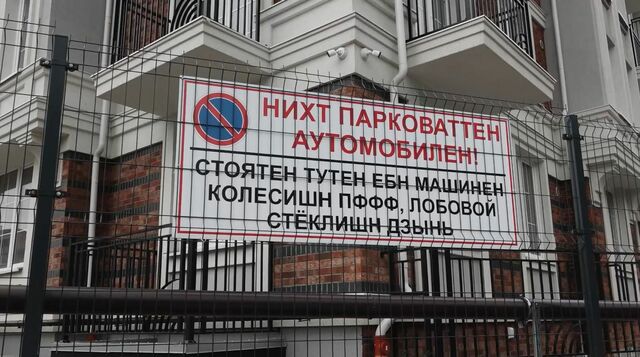 НИХТ ПАРКОВАТТЕН
АУТОМОБИЛЕН!
СТОЯТЕН ТУТЕН ЕБН МАШИНЕН
КОЛЕСИШН ПФФФ, ЛОБОВОЙ
СТЁКЛИШН ДЗЫНЬ